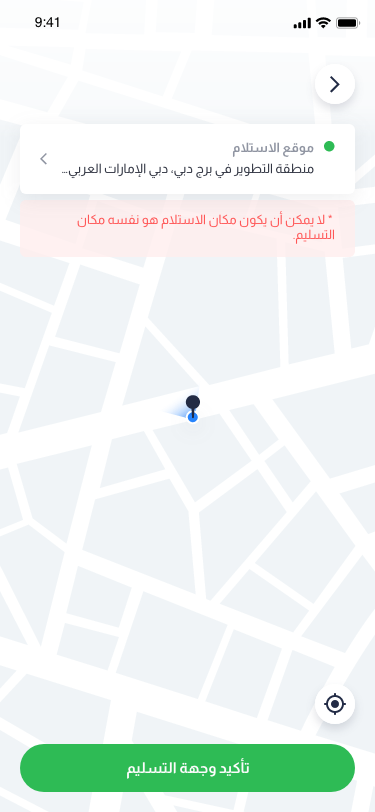 9:41
موقع الاستلام
منطقة التطوير في برج دبي، دبي الإمارات العربي...
* لا يمكن أن يكون مكان الاستلام هو نفسه مكان
التسليم.
تأكيد وجهة التسليم